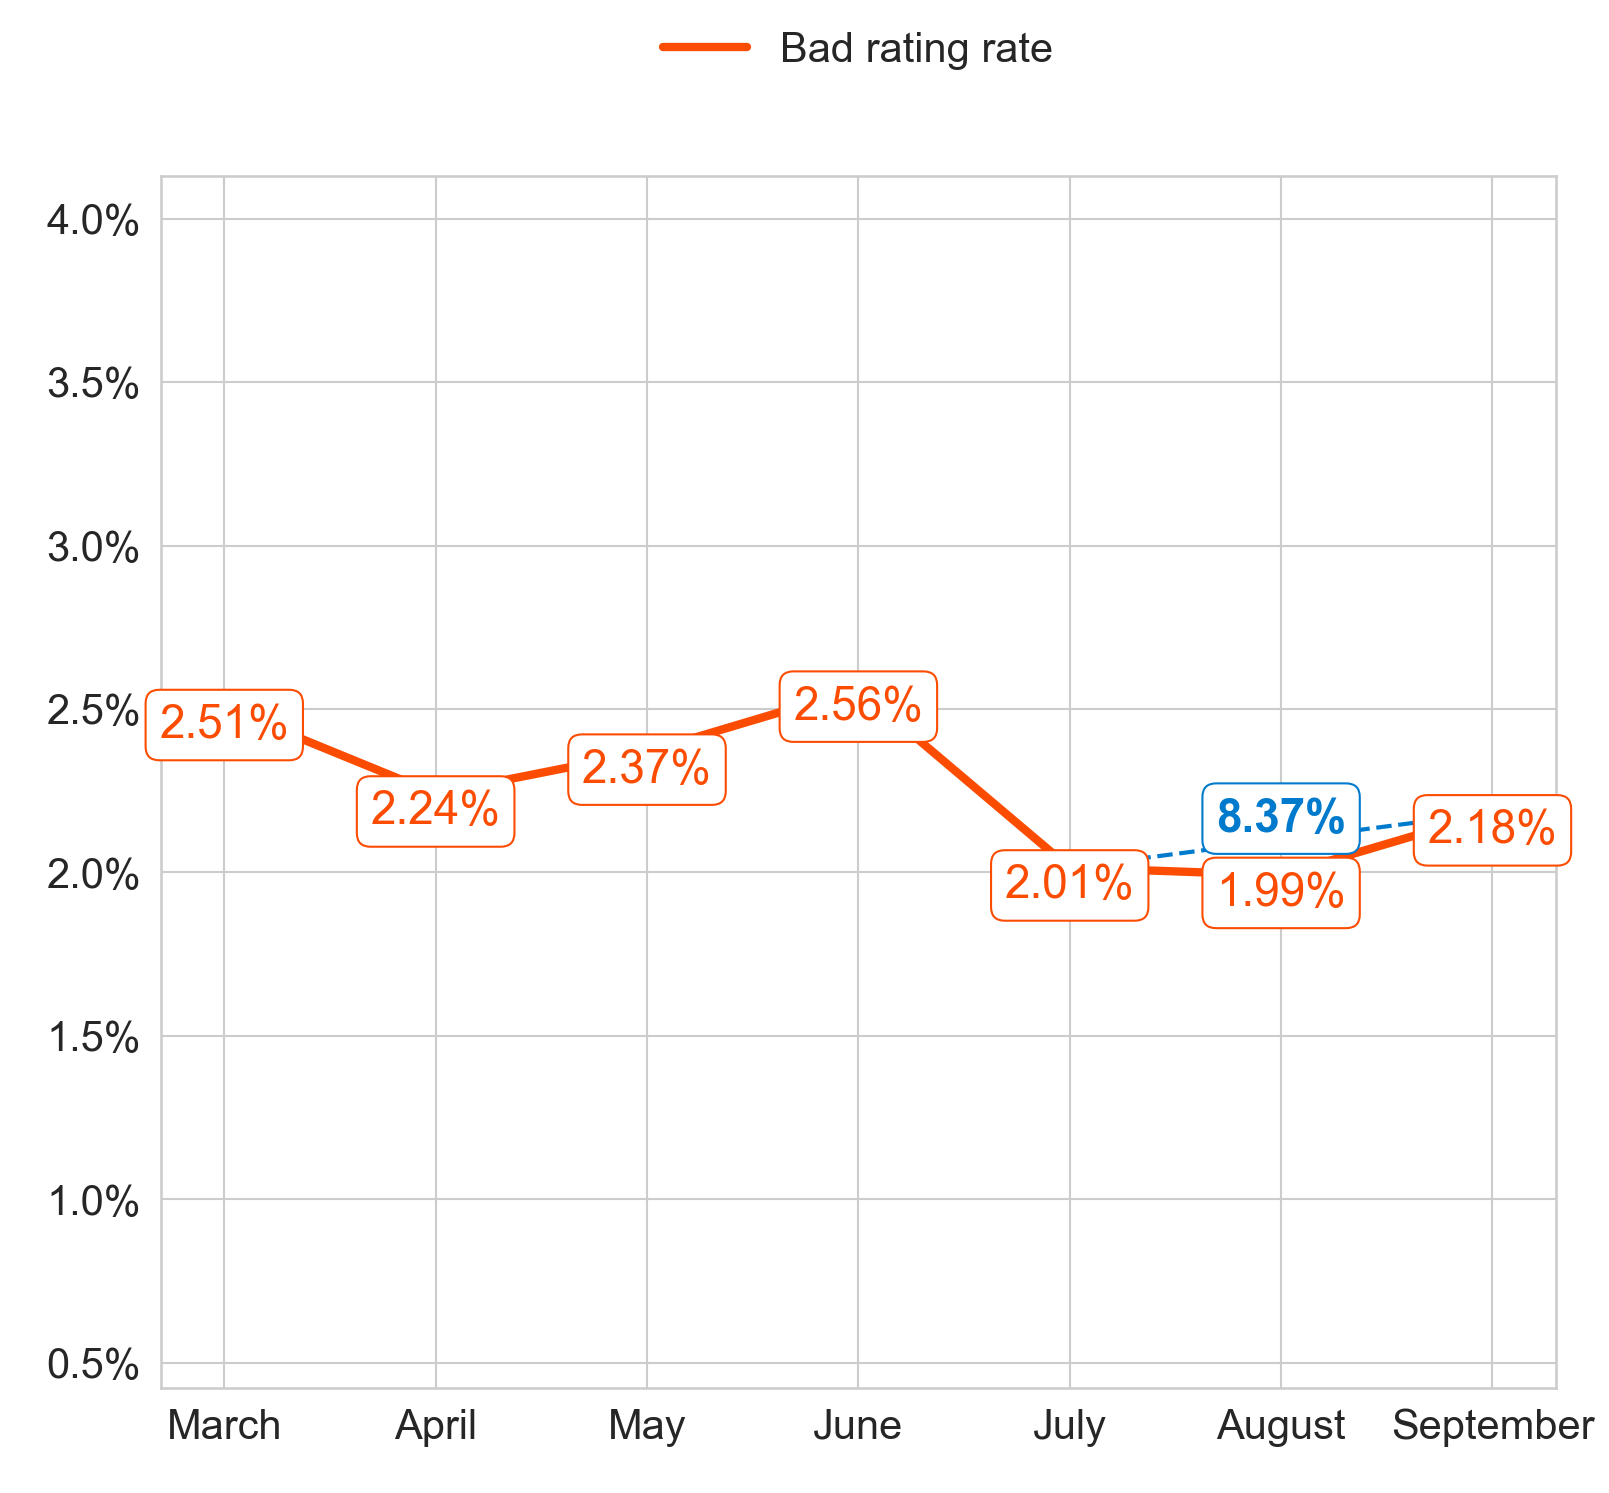 Bad rating rate
4.0%
3.5%
3.0%
2.5%
2.0%
1.5%
1.0%
0.5%
2.51%
2.24%
2.37%
2.56%
2.01%
8.37%
1.99%
2.18%
March
April
May
June
July
August
September